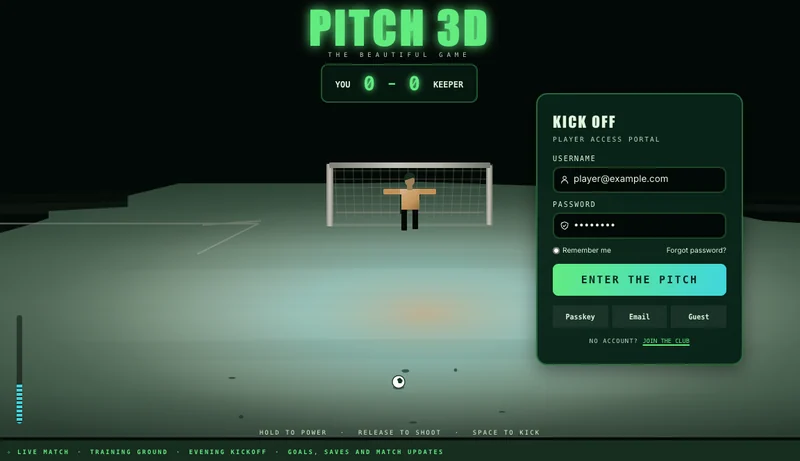 PITCH 3D
THE BEAUTIFUL GAME
YOU 0 – 0 KEEPER
KICK OFF
PLAYER ACCESS PORTAL
USERNAME
player@example.com
PASSWORD
••••••••
Remember me Forgot password?
ENTER THE PITCH
Passkey Email Guest
NO ACCOUNT? JOIN THE CLUB
HOLD TO POWER · RELEASE TO SHOOT · SPACE TO KICK
LIVE MATCH · TRAINING GROUND · EVENING KICKOFF · GOALS, SAVES AND MATCH UPDATES